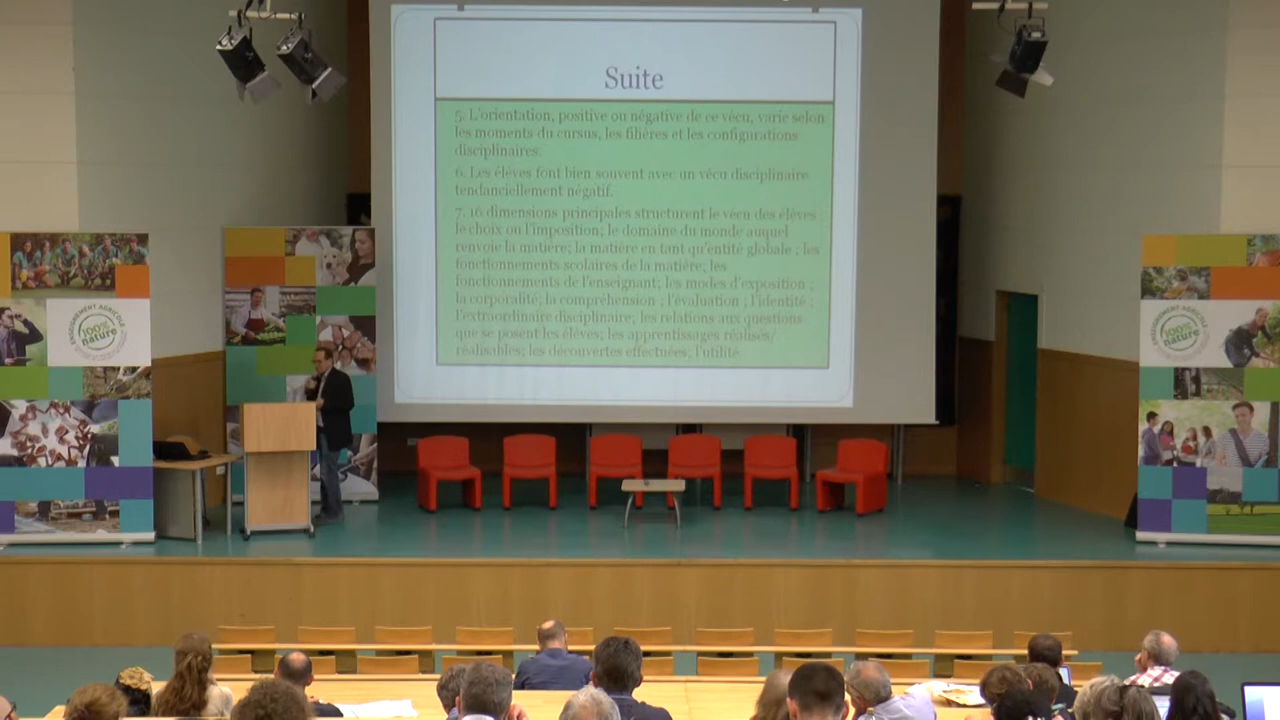 Suite
5. L'orientation, positive ou négative de ce vécu, varie selon
les moments du cursus, les filières et les configurations
disciplinaires.
6. Les élèves font bien souvent avec un vécu disciplinaire
tendanciellement négatif.
7. 16 dimensions principales structurent le vécu des élèves
le choix ou l'imposition; le domaine du monde auquel
renvoie la matière; la matière en tant qu'entité globale ; les
fonctionnements scolaires de la matière; les
fonctionnements de l'enseignant; les modes d'exposition ;
la corporalité; la compréhension ; l'évaluation ; l'identité ;
l'extraordinaire disciplinaire; les relations aux questions
que se posent les élèves; les apprentissages réalisés/
réalisables; les découvertes effectuées; l'utilité
ENSEIGNEMENT AGRICOLE
100%
nature
ENSEIGNEMENT AGRICOLE
100%
nature